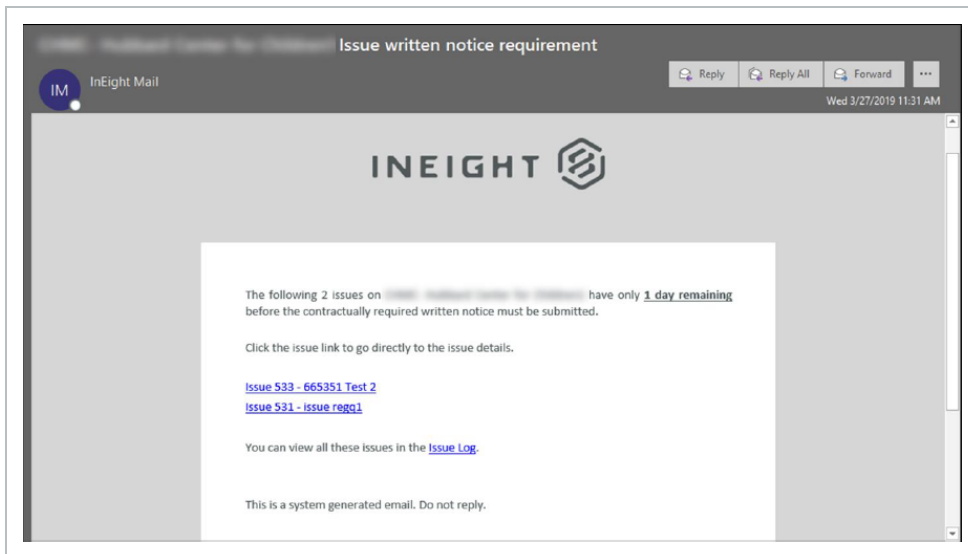 Issue written notice requirement
IM
InEight Mail
Reply
Reply All
Forward
...
Wed 3/27/2019 11:31 AM
INEIGHT
The following 2 issues on have only 1 day remaining
before the contractually required written notice must be submitted.
Click the issue link to go directly to the issue details.
Issue 533 - 665351 Test 2
Issue 531 - issue regq1
You can view all these issues in the Issue Log.
This is a system generated email. Do not reply.